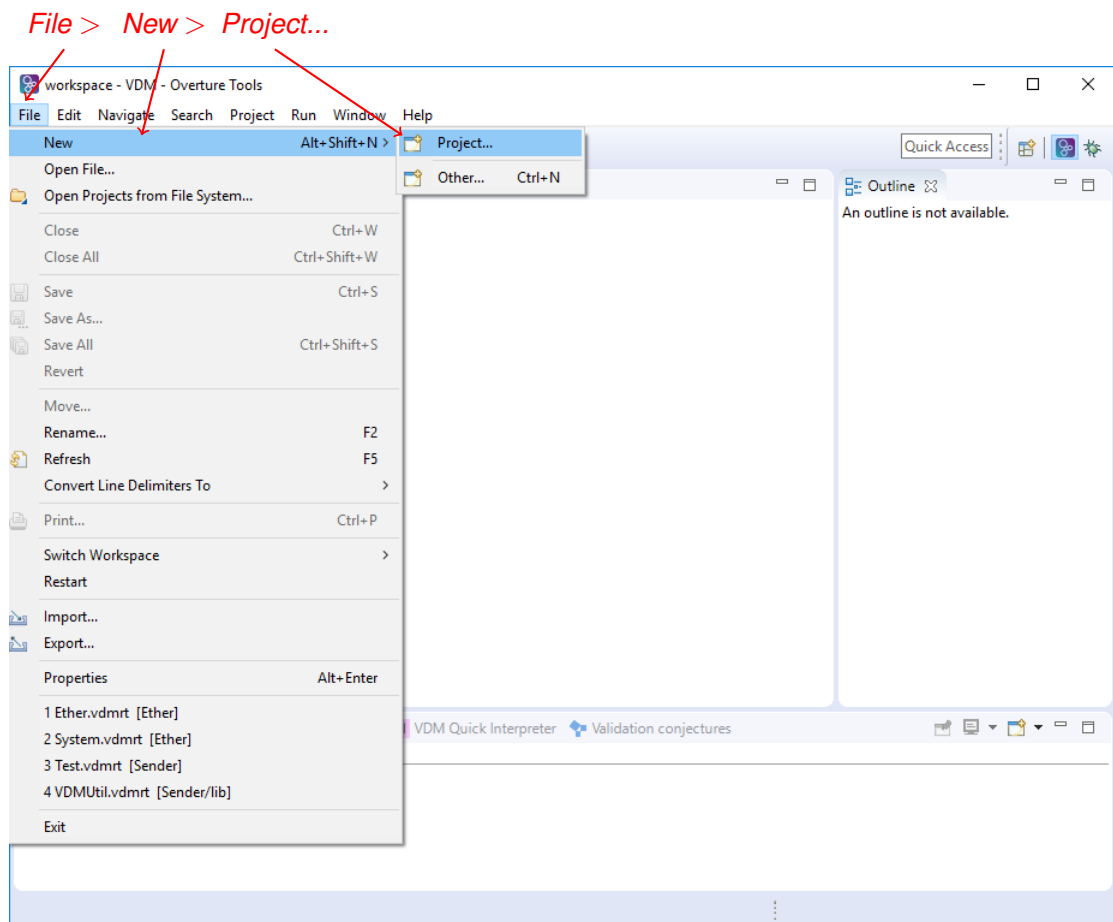 File > New > Project...
workspace - VDM - Overture Tools
File Edit Navigate Search Project Run Window Help
New Alt+Shift+N >
Project...
Quick Access
Open File...
Other... Ctrl+N
Outline
Open Projects from File System...
An outline is not available.
Close Ctrl+W
Close All Ctrl+Shift+W
Save Ctrl+S
Save As...
Save All Ctrl+Shift+S
Revert
Move...
Rename... F2
Refresh F5
Convert Line Delimiters To >
Print... Ctrl+P
Switch Workspace >
Restart
Import...
Export...
Properties Alt+Enter
1 Ether.vdmrt [Ether]
VDM Quick Interpreter Validation conjectures
2 System.vdmrt [Ether]
3 Test.vdmrt [Sender]
4 VDMUtil.vdmrt [Sender/lib]
Exit